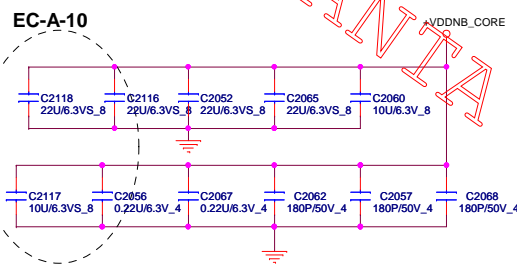 EC-A-10
+VDDNB_CORE
ANTA
C2118 C2116 C2052 C2065 C2060
22U/6.3VS_8 22U/6.3VS_8 22U/6.3VS_8 22U/6.3VS_8 10U/6.3V_8
C2117 C2056 C2067 C2062 C2057 C2068
10U/6.3VS_8 0.22U/6.3V_4 0.22U/6.3V_4 180P/50V_4 180P/50V_4 180P/50V_4